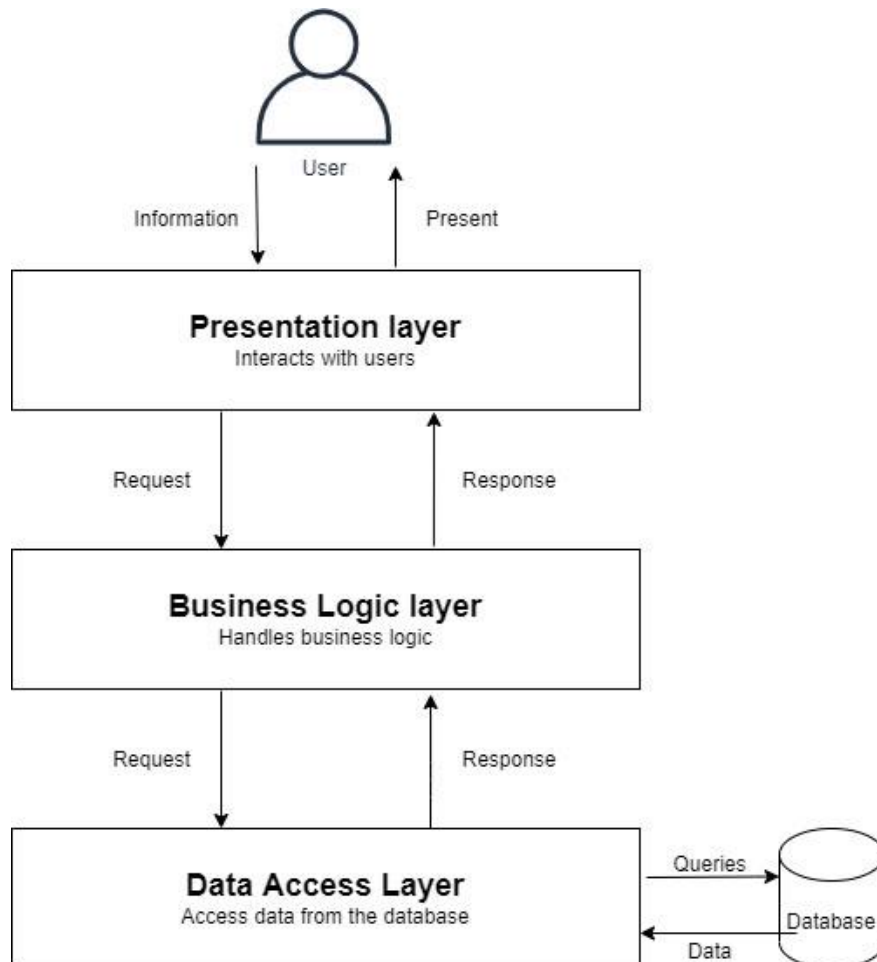 User
Information
Present
Presentation layer
Interacts with users
Request
Response
Business Logic layer
Handles business logic
Request
Response
Data Access Layer
Access data from the database
Queries
Database
Data